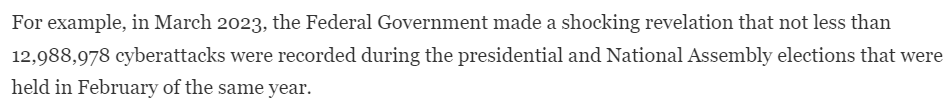 For example, in March 2023, the Federal Government made a shocking revelation that not less than
12,988,978 cyberattacks were recorded during the presidential and National Assembly elections that were
held in February of the same year.